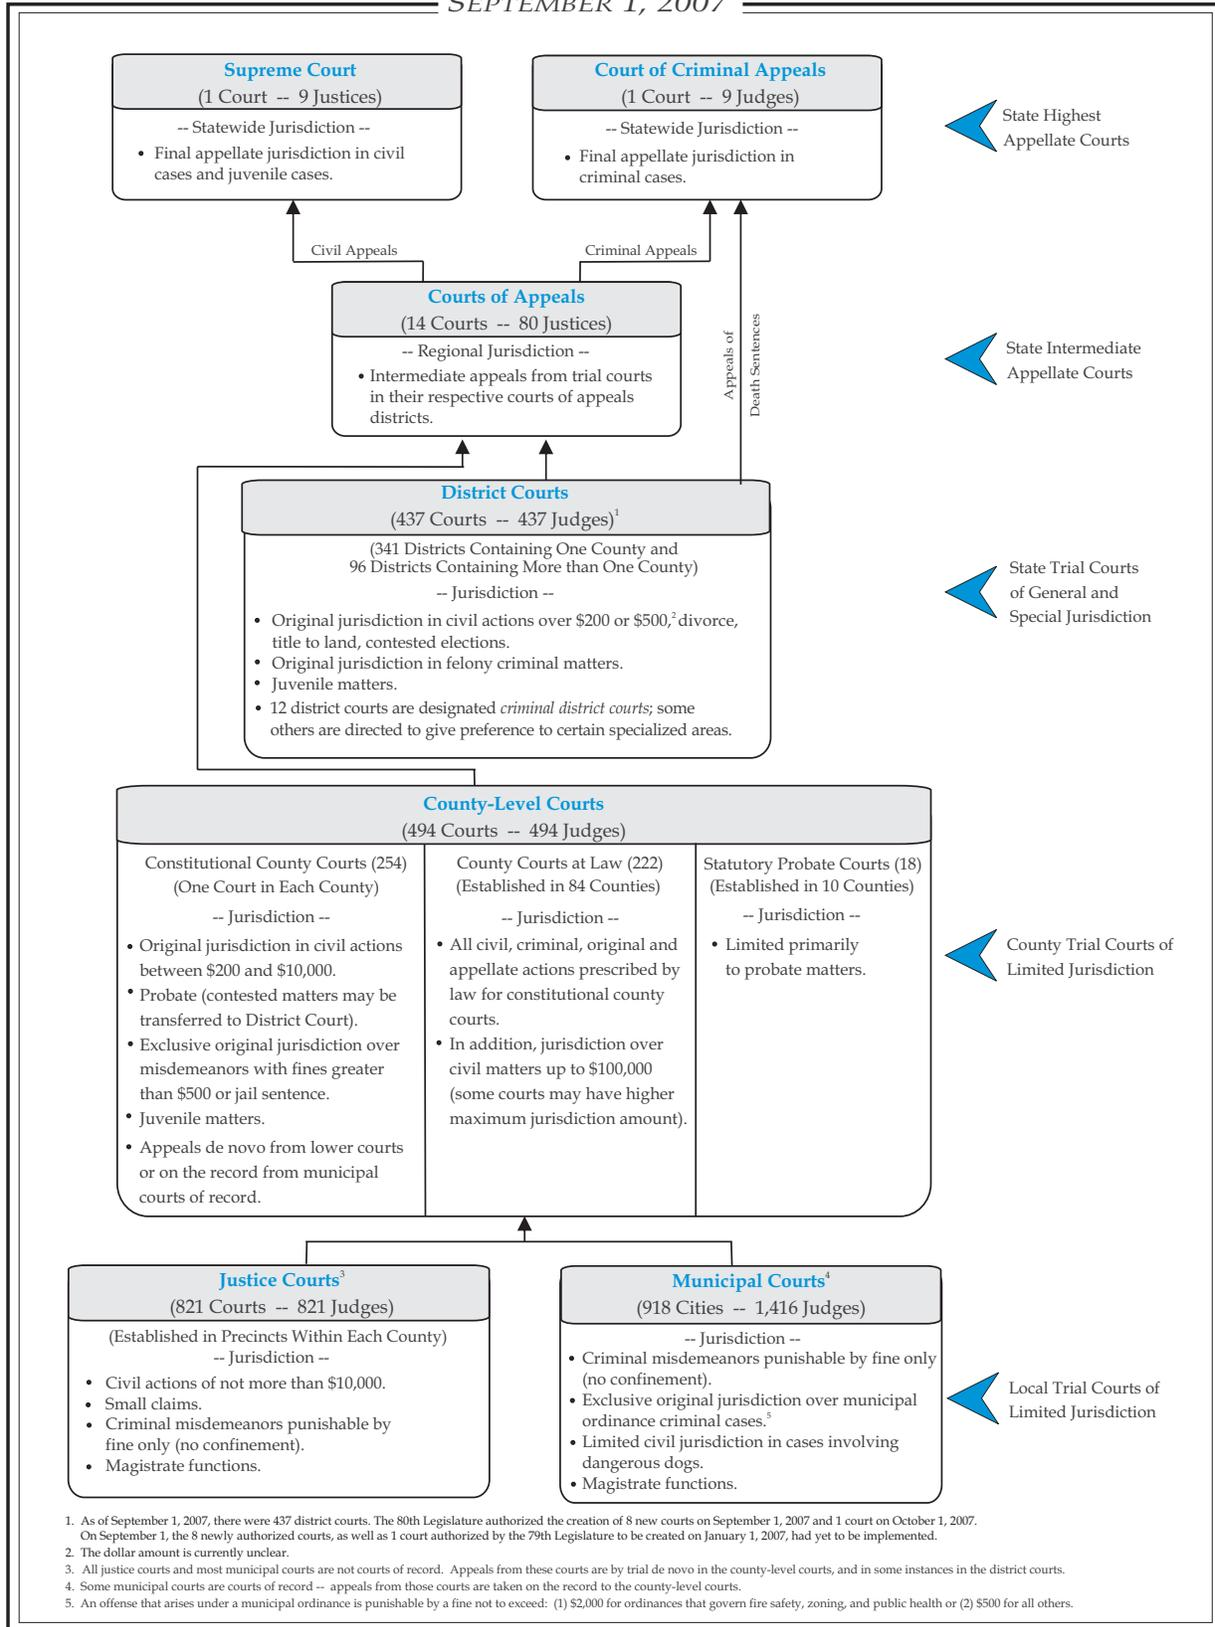 SEPTEMBER 1, 2007
Supreme Court
(1 Court -- 9 Justices)
-- Statewide Jurisdiction --
• Final appellate jurisdiction in civil
cases and juvenile cases.
Court of Criminal Appeals
(1 Court -- 9 Judges)
-- Statewide Jurisdiction --
• Final appellate jurisdiction in
criminal cases.
State Highest
Appellate Courts
Civil Appeals
Criminal Appeals
Courts of Appeals
(14 Courts -- 80 Justices)
-- Regional Jurisdiction --
• Intermediate appeals from trial courts
in their respective courts of appeals
districts.
Appeals of
Death Sentences
State Intermediate
Appellate Courts
District Courts
(437 Courts -- 437 Judges)1
(341 Districts Containing One County and
96 Districts Containing More than One County)
-- Jurisdiction --
• Original jurisdiction in civil actions over $200 or $500,2 divorce,
title to land, contested elections.
• Original jurisdiction in felony criminal matters.
• Juvenile matters.
• 12 district courts are designated criminal district courts; some
others are directed to give preference to certain specialized areas.
State Trial Courts
of General and
Special Jurisdiction
County-Level Courts
(494 Courts -- 494 Judges)
Constitutional County Courts (254)
(One Court in Each County)
-- Jurisdiction --
• Original jurisdiction in civil actions
between $200 and $10,000.
• Probate (contested matters may be
transferred to District Court).
• Exclusive original jurisdiction over
misdemeanors with fines greater
than $500 or jail sentence.
• Juvenile matters.
• Appeals de novo from lower courts
or on the record from municipal
courts of record.
County Courts at Law (222)
(Established in 84 Counties)
-- Jurisdiction --
• All civil, criminal, original and
appellate actions prescribed by
law for constitutional county
courts.
• In addition, jurisdiction over
civil matters up to $100,000
(some courts may have higher
maximum jurisdiction amount).
Statutory Probate Courts (18)
(Established in 10 Counties)
-- Jurisdiction --
• Limited primarily
to probate matters.
County Trial Courts of
Limited Jurisdiction
Justice Courts3
(821 Courts -- 821 Judges)
(Established in Precincts Within Each County)
-- Jurisdiction --
• Civil actions of not more than $10,000.
• Small claims.
• Criminal misdemeanors punishable by
fine only (no confinement).
• Magistrate functions.
Municipal Courts4
(918 Cities -- 1,416 Judges)
-- Jurisdiction --
• Criminal misdemeanors punishable by fine only
(no confinement).
• Exclusive original jurisdiction over municipal
ordinance criminal cases.5
• Limited civil jurisdiction in cases involving
dangerous dogs.
• Magistrate functions.
Local Trial Courts of
Limited Jurisdiction
1. As of September 1, 2007, there were 437 district courts. The 80th Legislature authorized the creation of 8 new courts on September 1, 2007 and 1 court on October 1, 2007.
On September 1, the 8 newly authorized courts, as well as 1 court authorized by the 79th Legislature to be created on January 1, 2007, had yet to be implemented.
2. The dollar amount is currently unclear.
3. All justice courts and most municipal courts are not courts of record. Appeals from these courts are by trial de novo in the county-level courts, and in some instances in the district courts.
4. Some municipal courts are courts of record -- appeals from those courts are taken on the record to the county-level courts.
5. An offense that arises under a municipal ordinance is punishable by a fine not to exceed: (1) $2,000 for ordinances that govern fire safety, zoning, and public health or (2) $500 for all others.